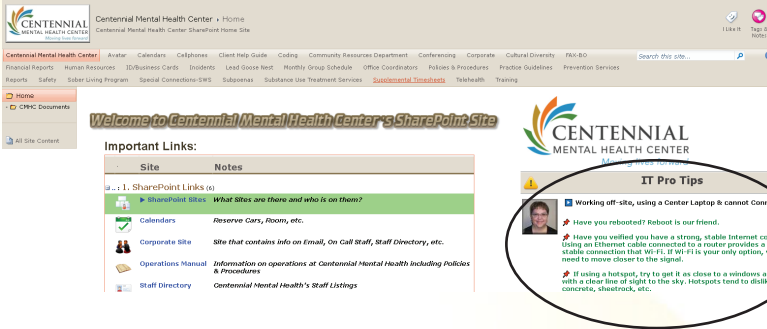 CENTENNIAL
MENTAL HEALTH CENTER
Moving lives forward
Centennial Mental Health Center › Home
Centennial Mental Health Center SharePoint Home Site
I Like It
Tags &
Notes
Centennial Mental Health Center Avatar Calendars Cellphones Client Help Guide Coding Community Resources Department Conferencing Corporate Cultural Diversity FAX-BO
Search this site...
Financial Reports Human Resources ID/Business Cards Incidents Lead Goose Nest Monthly Group Schedule Office Coordinators Policies & Procedures Practice Guidelines Prevention Services
Reports Safety Sober Living Program Special Connections-SWS Subpoenas Substance Use Treatment Services Supplemental Timesheets Telehealth Training
Home
CMHC Documents
All Site Content
Welcome to Centennial Mental Health Center's SharePoint Site
Important Links:
Site Notes
1. SharePoint Links (6)
SharePoint Sites What Sites are there and who is on them?
Calendars Reserve Cars, Room, etc.
Corporate Site Site that contains info on Email, On Call Staff, Staff Directory, etc.
Operations Manual Information on operations at Centennial Mental Health including Policies
& Procedures
Staff Directory Centennial Mental Health's Staff Listings
CENTENNIAL
MENTAL HEALTH CENTER
Moving lives forward
IT Pro Tips
Working off-site, using a Center Laptop & cannot Conn
Have you rebooted? Reboot is our friend.
Have you veified you have a strong, stable Internet co
Using an Ethernet cable connected to a router provides a
stable connection that Wi-Fi. If Wi-Fi is your only option,
need to move closer to the signal.
If using a hotspot, try to get it as close to a windows a
with a clear line of sight to the sky. Hotspots tend to dislik
concrete, sheetrock, etc.